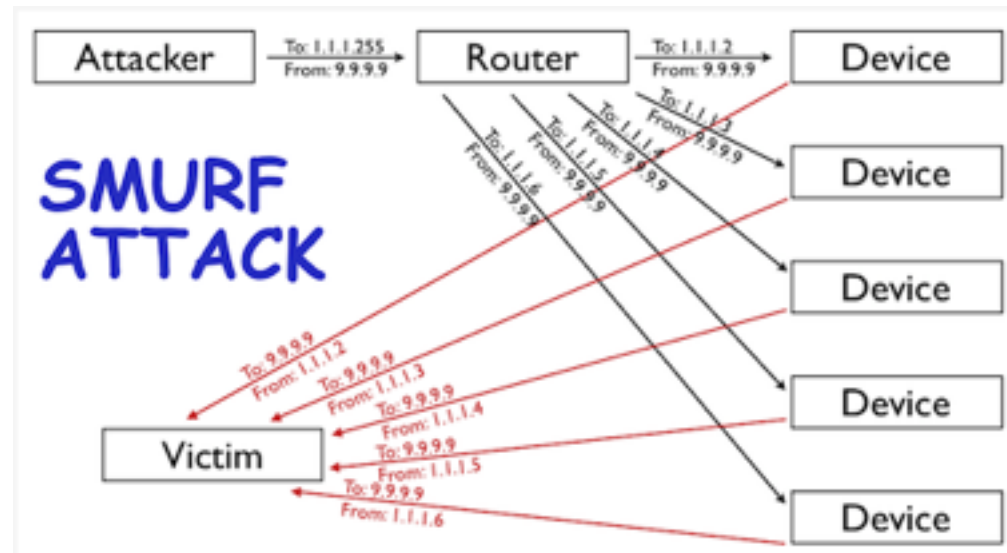 Attacker
To: 1.1.1.255
From: 9.9.9.9
Router
To: 1.1.1.2
From: 9.9.9.9
Device
To: 1.1.1.3
From: 9.9.9.9
Device
To: 1.1.1.4
From: 9.9.9.9
Device
To: 1.1.1.5
From: 9.9.9.9
Device
To: 1.1.1.6
From: 9.9.9.9
Device
SMURF
ATTACK
To: 9.9.9.9
From: 1.1.1.2
To: 9.9.9.9
From: 1.1.1.3
To: 9.9.9.9
From: 1.1.1.4
To: 9.9.9.9
From: 1.1.1.5
To: 9.9.9.9
From: 1.1.1.6
Victim